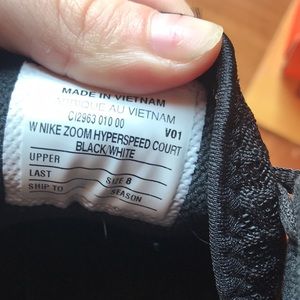 MADE IN VIETNAM
FABRIQUE AU VIETNAM
CI2963 010 00 V01
W NIKE ZOOM HYPERSPEED COURT
BLACK/WHITE
UPPER
LAST SIZE 8
SHIP TO SEASON